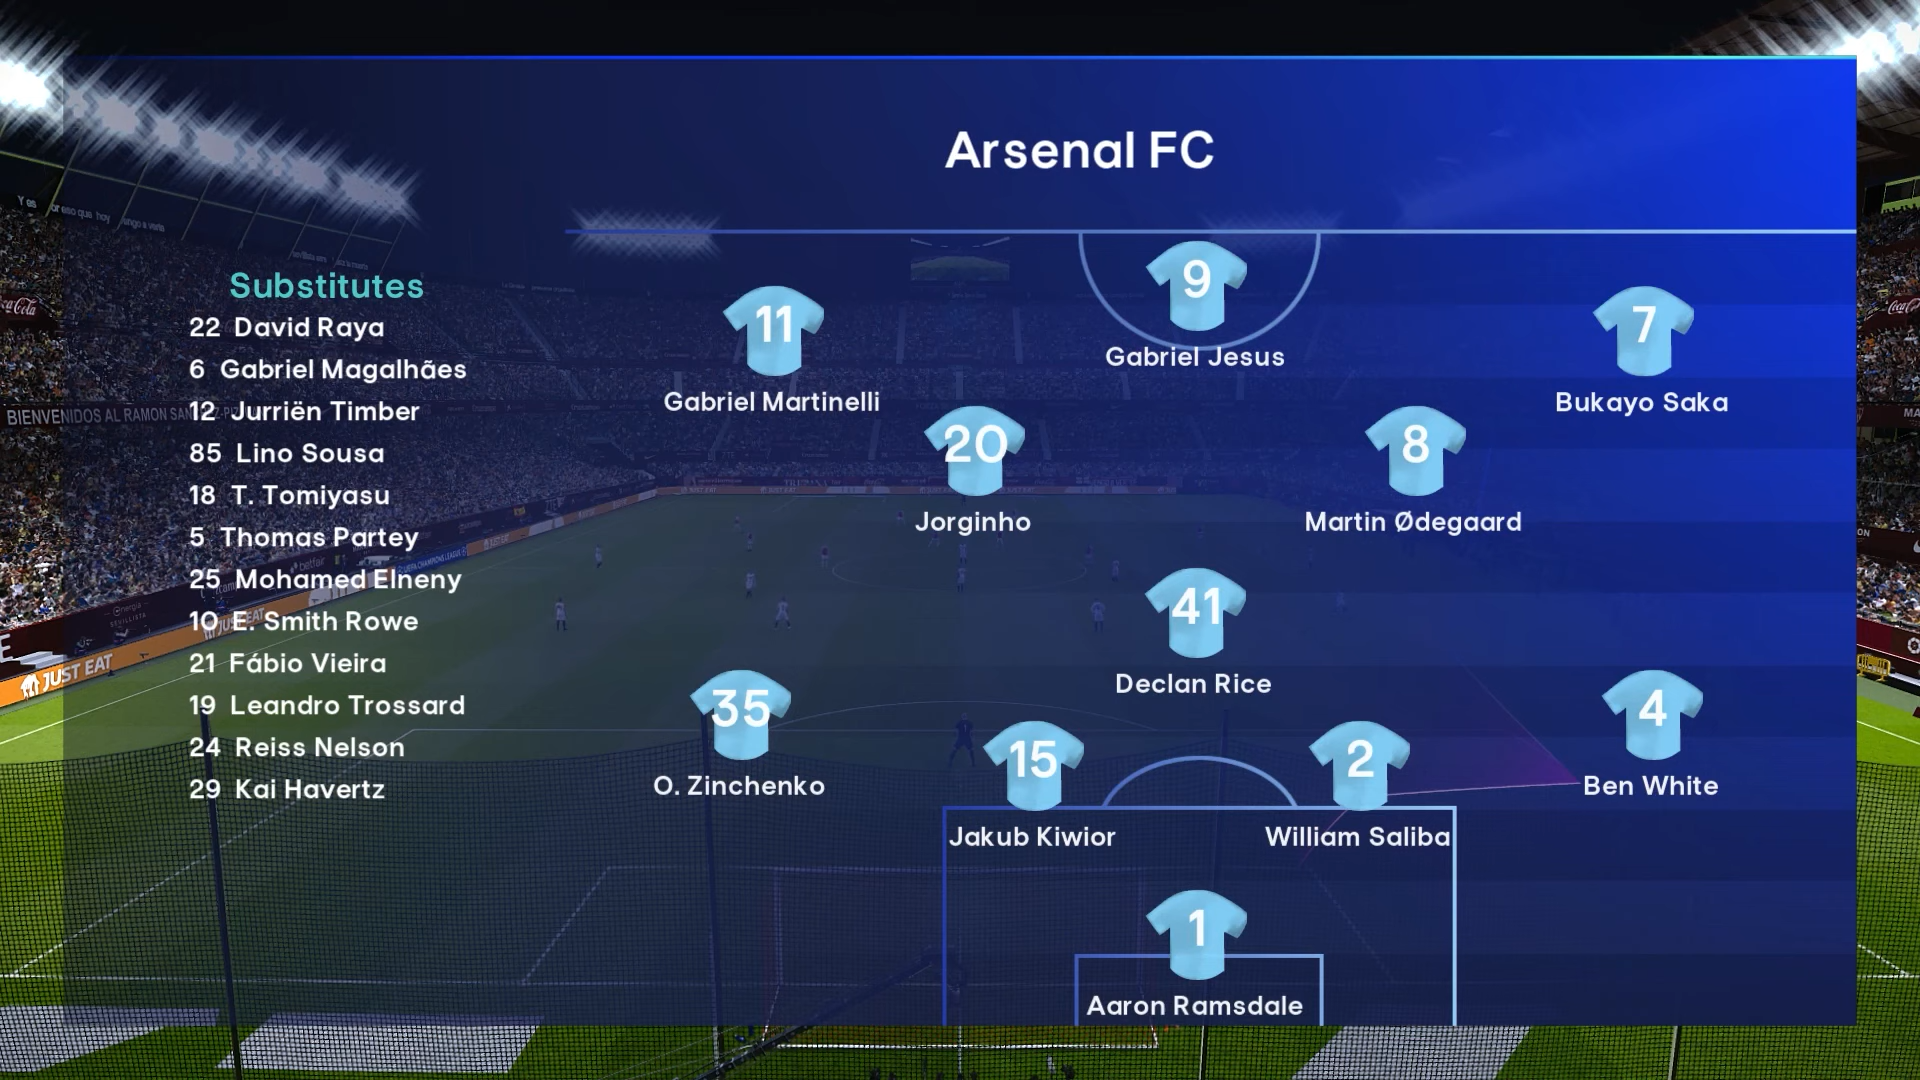 Arsenal FC
Substitutes
22 David Raya
6 Gabriel Magalhães
12 Jurriën Timber
85 Lino Sousa
18 T. Tomiyasu
5 Thomas Partey
25 Mohamed Elneny
10 E. Smith Rowe
21 Fábio Vieira
19 Leandro Trossard
24 Reiss Nelson
29 Kai Havertz
9
Gabriel Jesus
11
Gabriel Martinelli
7
Bukayo Saka
20
Jorginho
8
Martin Ødegaard
41
Declan Rice
35
O. Zinchenko
4
Ben White
15
Jakub Kiwior
2
William Saliba
1
Aaron Ramsdale
BIENVENIDOS AL RAMON
JUST EAT
JUST EAT
betfair